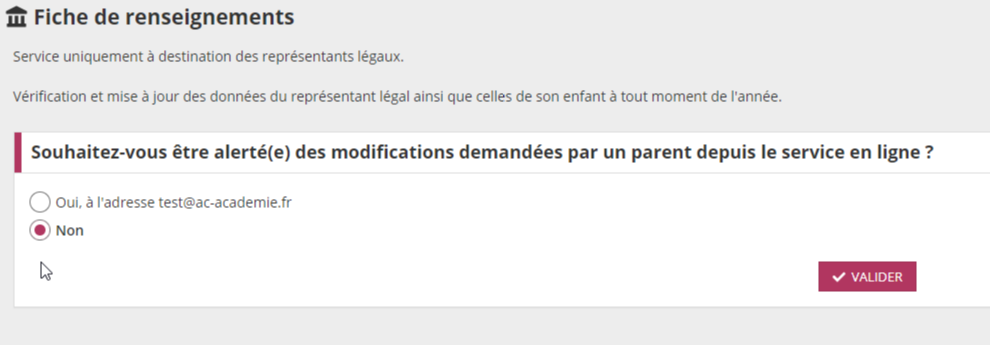 Fiche de renseignements
Service uniquement à destination des représentants légaux.
Vérification et mise à jour des données du représentant légal ainsi que celles de son enfant à tout moment de l'année.
Souhaitez-vous être alerté(e) des modifications demandées par un parent depuis le service en ligne ?
Oui, à l'adresse test@ac-academie.fr
Non
VALIDER